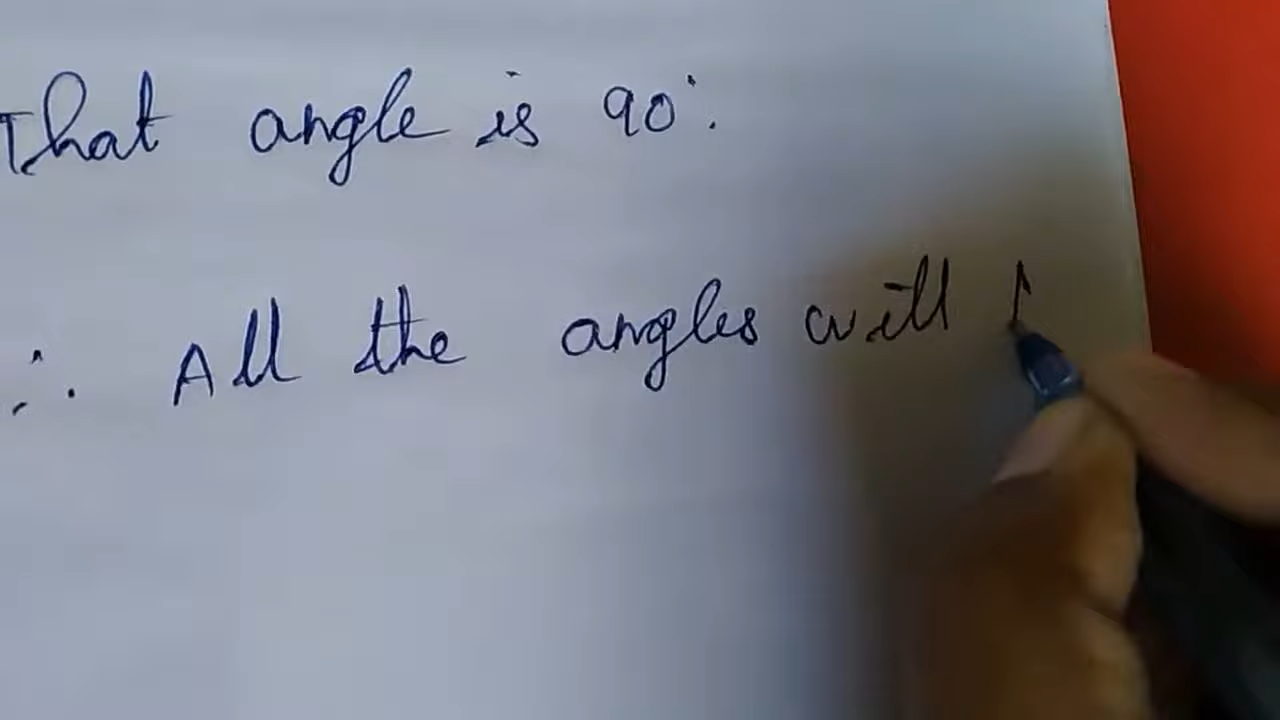 That angle is 90°.
∴ All the angles will